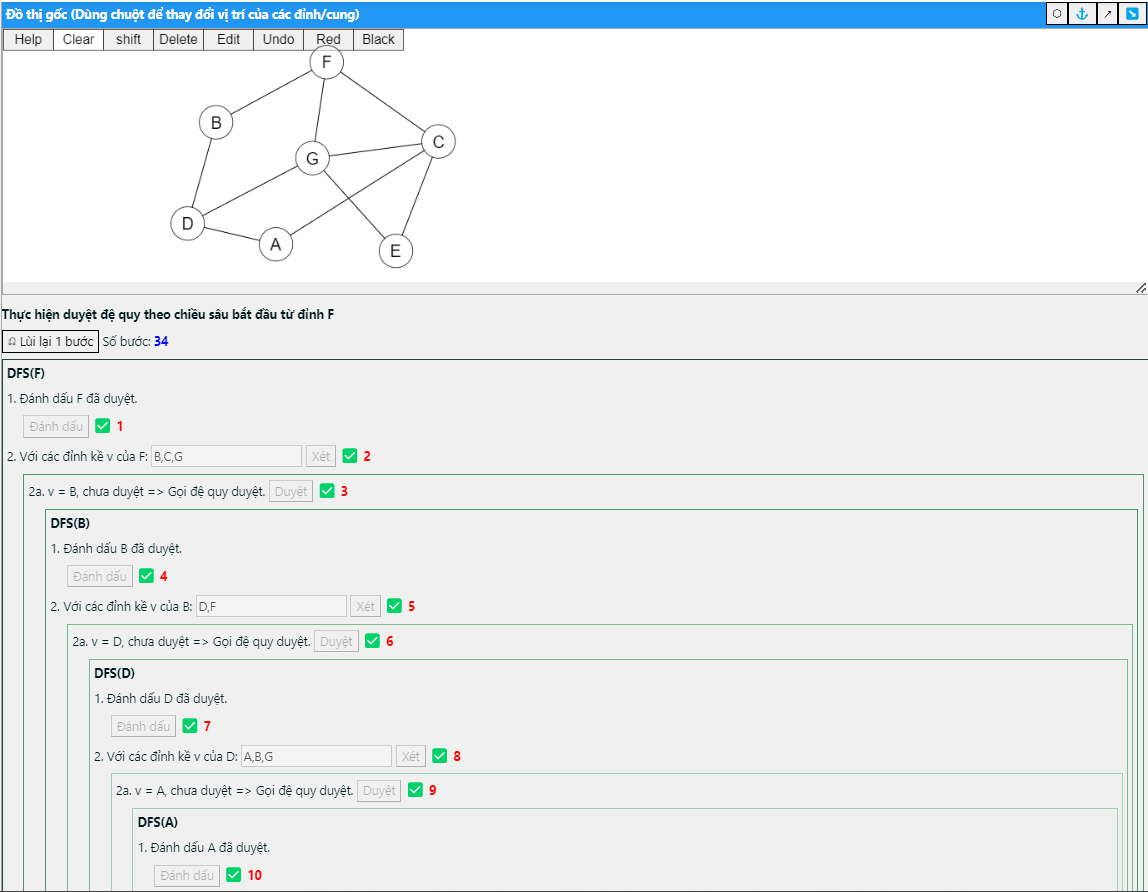 Đồ thị gốc (Dùng chuột để thay đổi vị trí của các đỉnh/cung)
Help Clear shift Delete Edit Undo Red Black
F
B
C
G
D
A
E
Thực hiện duyệt đệ quy theo chiều sâu bắt đầu từ đỉnh F
Lùi lại 1 bước Số bước: 34
DFS(F)
1. Đánh dấu F đã duyệt.
Đánh dấu 1
2. Với các đỉnh kề v của F: B,C,G Xét 2
2a. v = B, chưa duyệt => Gọi đệ quy duyệt. Duyệt 3
DFS(B)
1. Đánh dấu B đã duyệt.
Đánh dấu 4
2. Với các đỉnh kề v của B: D,F Xét 5
2a. v = D, chưa duyệt => Gọi đệ quy duyệt. Duyệt 6
DFS(D)
1. Đánh dấu D đã duyệt.
Đánh dấu 7
2. Với các đỉnh kề v của D: A,B,G Xét 8
2a. v = A, chưa duyệt => Gọi đệ quy duyệt. Duyệt 9
DFS(A)
1. Đánh dấu A đã duyệt.
Đánh dấu 10